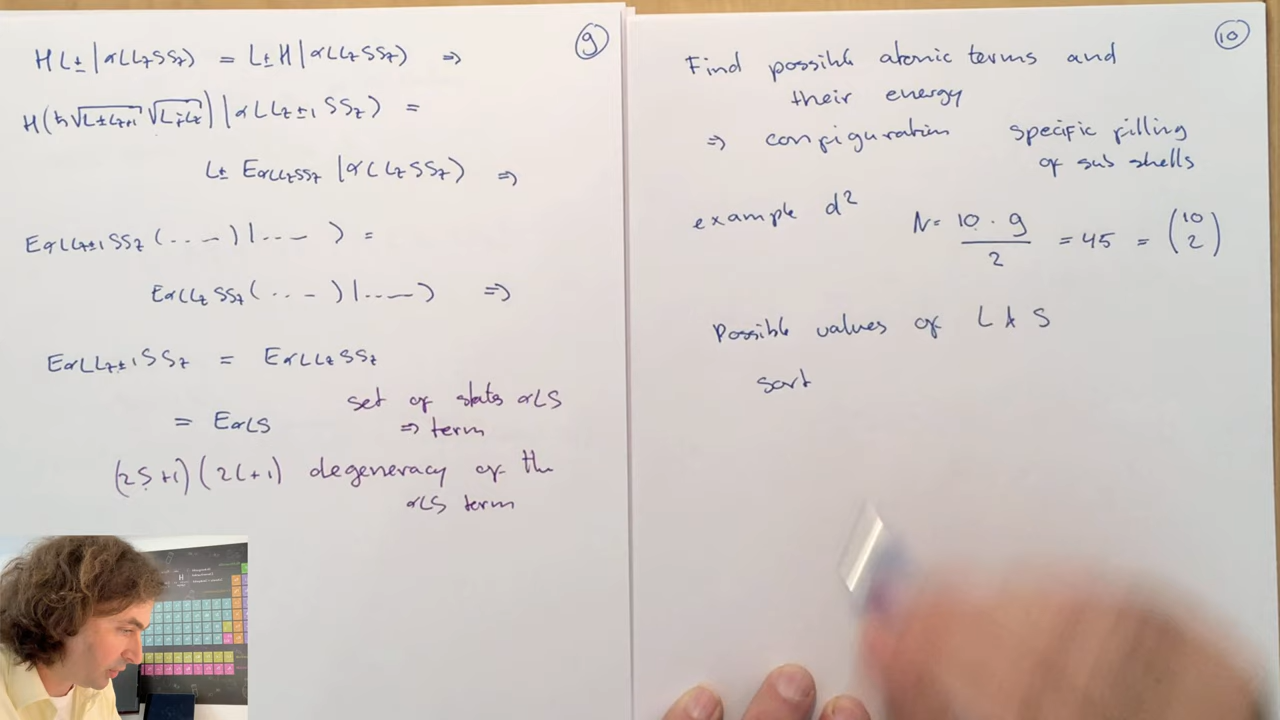 9
H L± |αLLzSSz⟩ = L±H |αLLzSSz⟩ ⇒
H(ħ√L±Lz+1 √L∓Lz) |αLLz±1SSz⟩ =
L± EαLLzSSz |αLLzSSz⟩ ⇒
EαLLz±1SSz (....) |.... ⟩ =
EαLLzSSz (....) |....⟩ ⇒
EαLLz±1SSz = EαLLzSSz
= EαLS
set of states αLS
⇒ term
(2S+1)(2L+1) degeneracy of the
αLS term
10
Find possible atomic terms and
their energy
⇒ configuration specific filling
of sub shells
example d² N= 10 · 9 / 2 = 45 = (10 2)
Possible values of L & S
sort